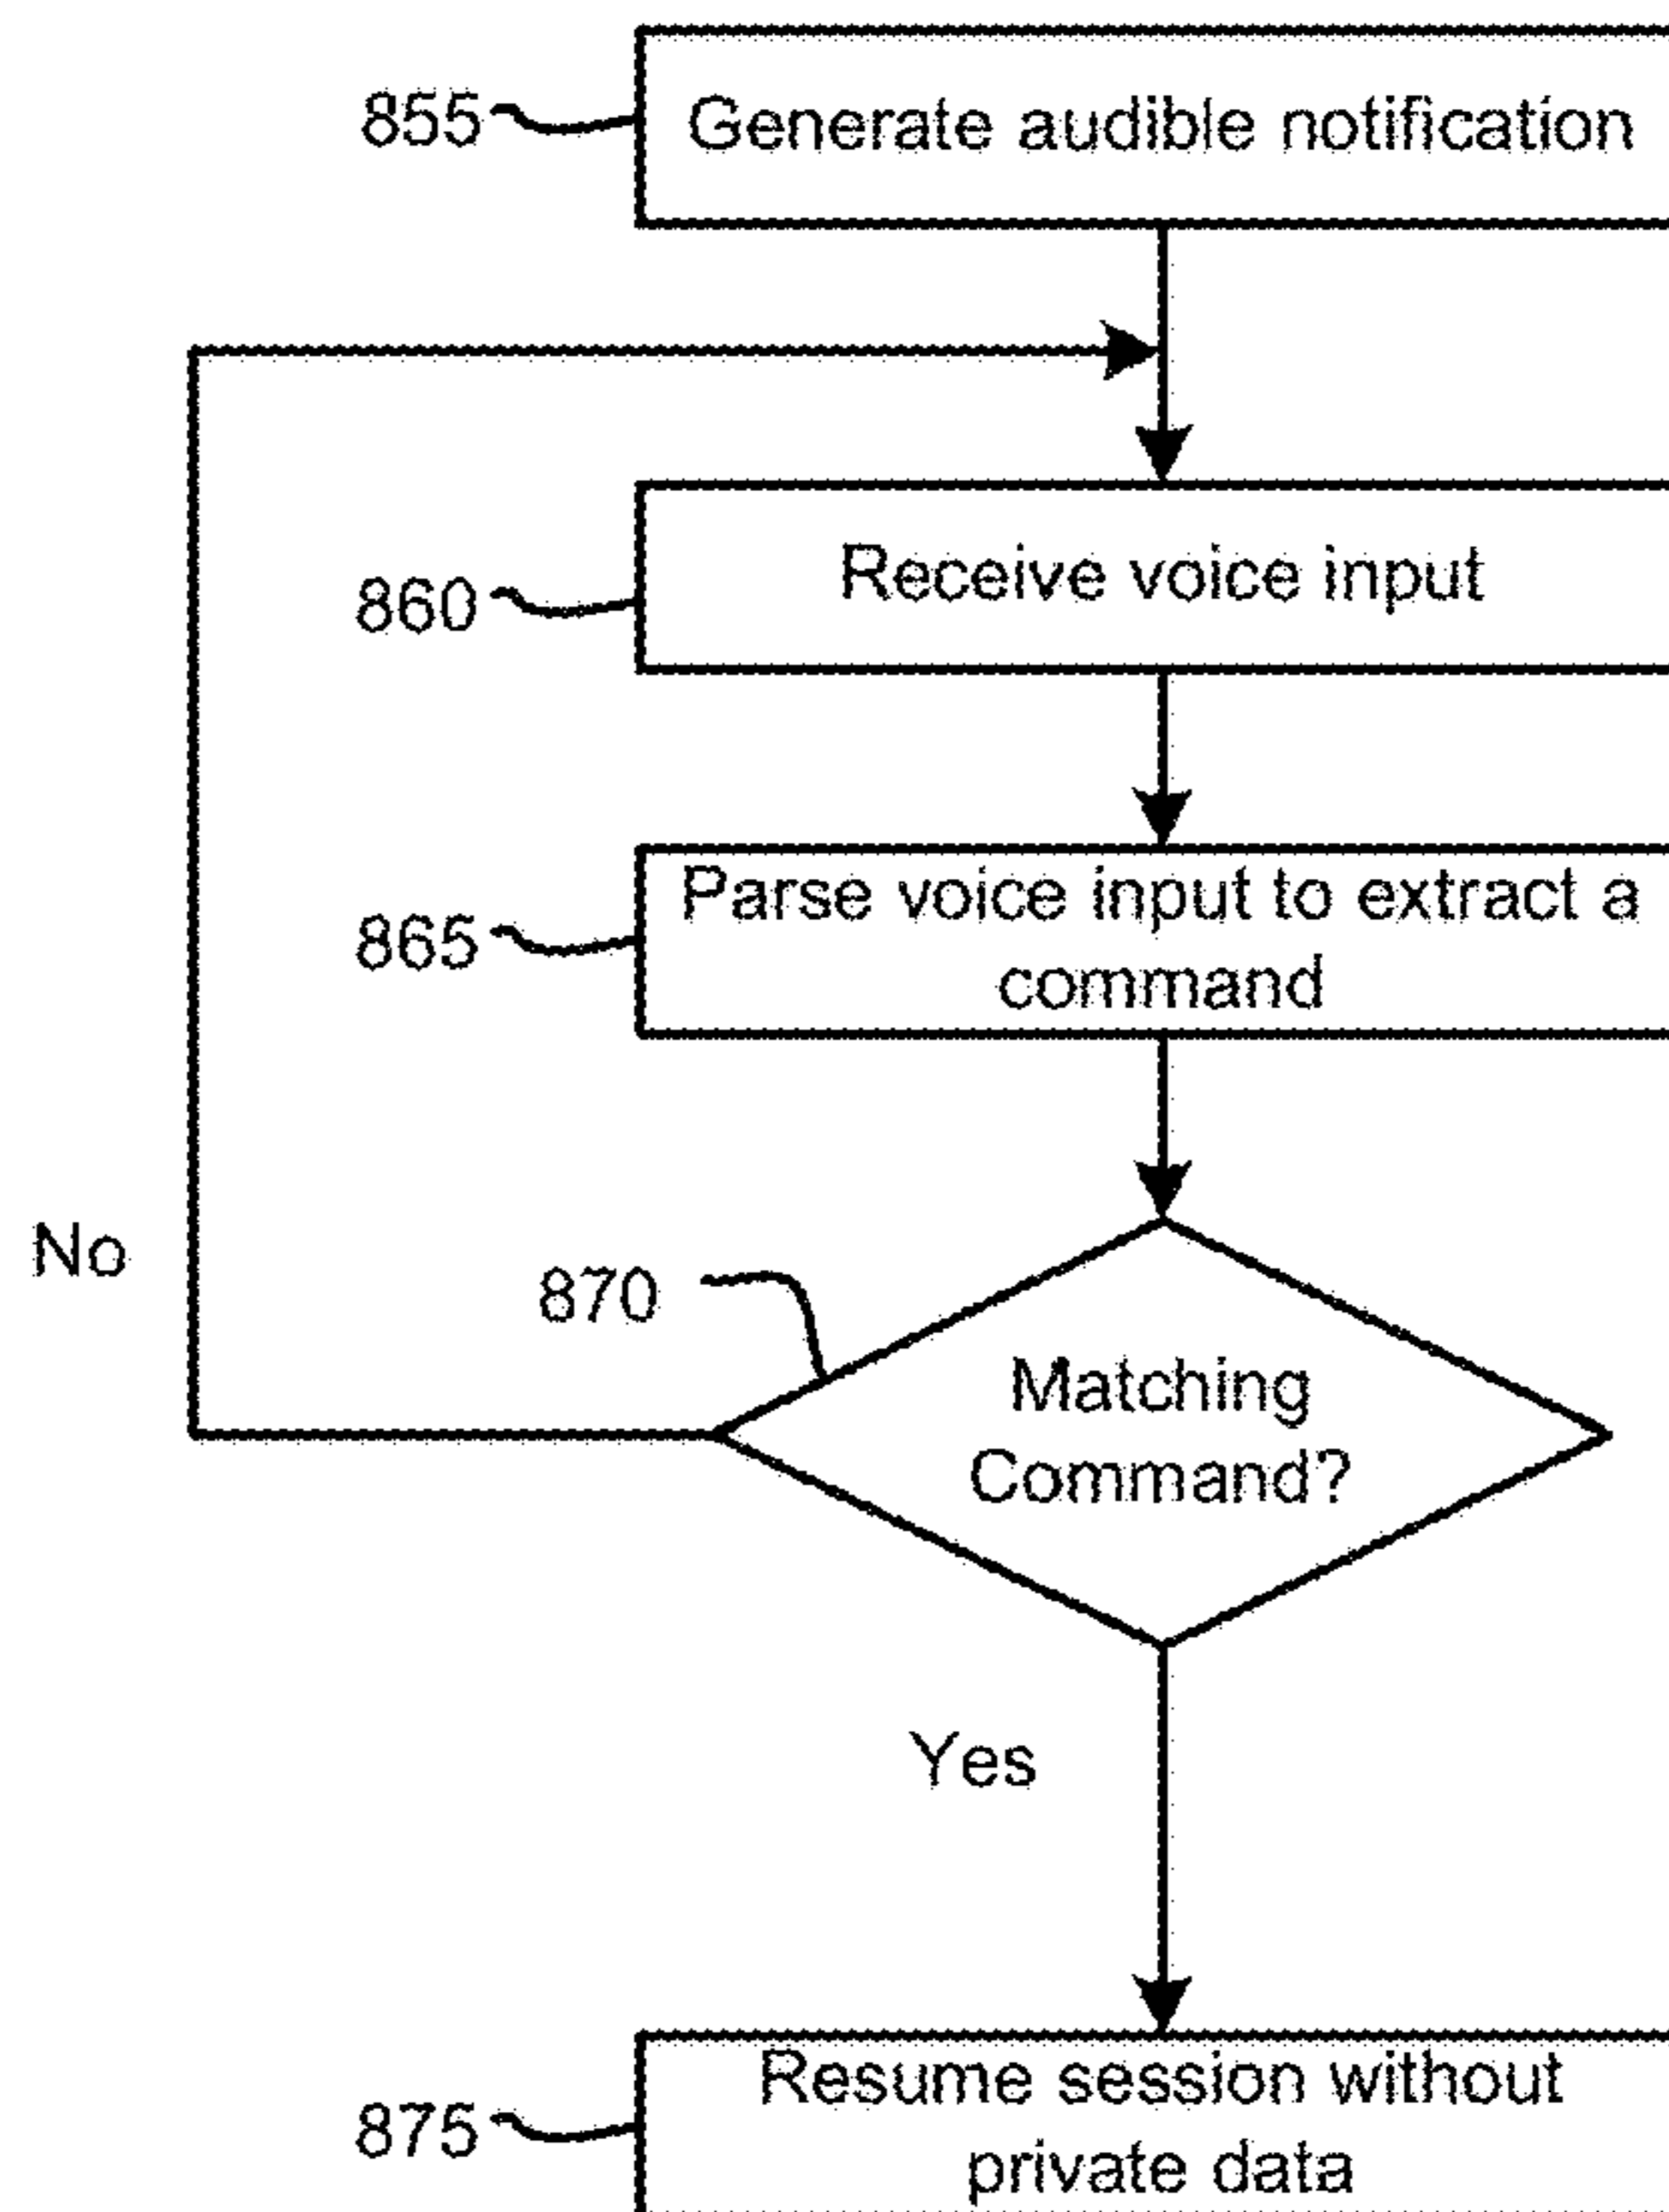 855
Generate audible notification
860
Receive voice input
865
Parse voice input to extract a
command
No
870
Matching
Command?
Yes
875
Resume session without
private data